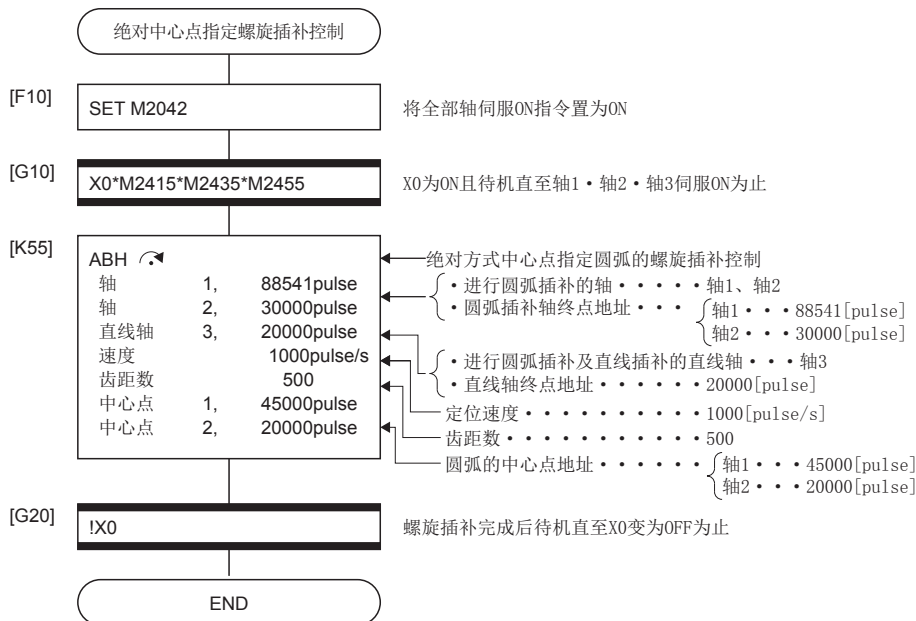 绝对中心点指定螺旋插补控制
[F10]
SET M2042
将全部轴伺服ON指令置为ON
[G10]
X0*M2415*M2435*M2455
X0为ON且待机直至轴1・轴2・轴3伺服ON为止
[K55]
ABH
轴 1, 88541pulse
轴 2, 30000pulse
直线轴 3, 20000pulse
速度 1000pulse/s
齿距数 500
中心点 1, 45000pulse
中心点 2, 20000pulse
绝对方式中心点指定圆弧的螺旋插补控制
・进行圆弧插补的轴・・・・・轴1、轴2
・圆弧插补轴终点地址・・・
轴1・・・88541[pulse]
轴2・・・30000[pulse]
・进行圆弧插补及直线插补的直线轴・・・轴3
・直线轴终点地址・・・・・・20000[pulse]
定位速度・・・・・・・・・・1000[pulse/s]
齿距数・・・・・・・・・・・500
圆弧的中心点地址・・・・・・
轴1・・・45000[pulse]
轴2・・・20000[pulse]
[G20]
!X0
螺旋插补完成后待机直至X0变为OFF为止
END